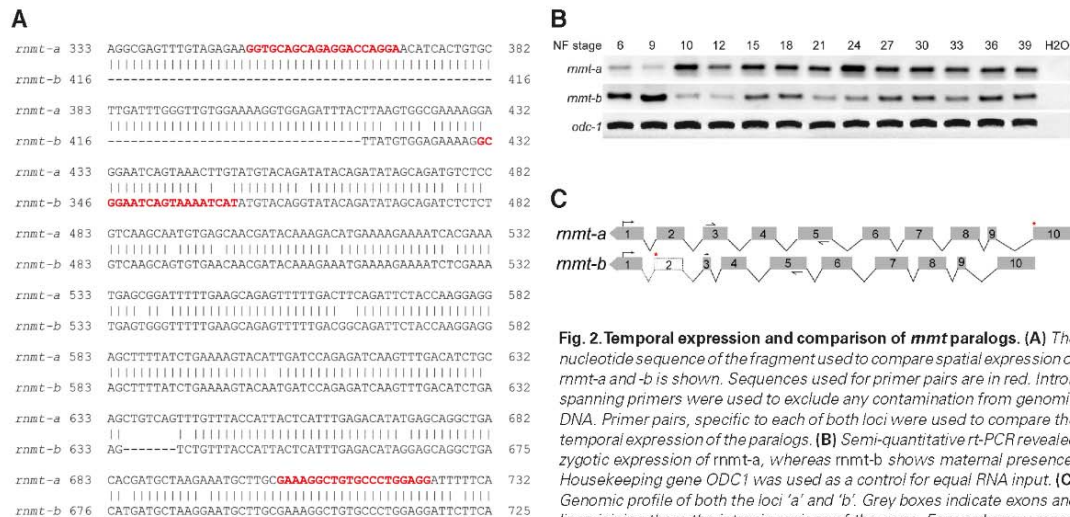 A
rnmt-a 333 AGGCGAGTTTGTAGAGAAGGTGCAGCAGAGGACCAGGAACATCACTGTGC 382
rnmt-b 416 -------------------------------------------------- 416
rnmt-a 383 TTGATTTGGGTTGTGGAAAAGGTGGAGATTTACTTAAGTGGCGAAAAGGA 432
rnmt-b 416 ---------------------------------TTATGTGGAGAAAAGGC 432
rnmt-a 433 GGAATCAGTAAACTTGTATGTACAGATATACAGATATAGCAGATGTCTCC 482
rnmt-b 346 GGAATCAGTAAAATCATATGTACAGGTATACAGATATAGCAGATCTCTCT 482
rnmt-a 483 GTCAAGCAATGTGAGCAACGATACAAAGACATGAAAAGAAAATCACGAAA 532
rnmt-b 483 GTCAAGCAGTGTGAACAACGATACAAGAAATGAAAAGAAAATCTCGAAA 532
rnmt-a 533 TGAGCGGATTTTTGAAGCAGAGTTTTTGACTTCAGATTCTACCAAGGAGG 582
rnmt-b 533 TGAGTGGGTTTTTGAAGCAGAGTTTTTGACGGCAGATTCTACCAAGGAGG 582
rnmt-a 583 AGCTTTTATCTGAAAAGTACATTGATCCAGAGATCAAGTTTGACATCTGC 632
rnmt-b 583 AGCTTTTATCTGAAAAGTACAATGATCCAGAGATCAAGTTTGACATCTGA 632
rnmt-a 633 AGCTGTCAGTTTGTTTACCATTACTCATTTGAGACATATGAGCAGGCTGA 682
rnmt-b 633 AG-------TCTGTTTACCATTACTCATTTGAGACATAGGAGCAGGCTGA 675
rnmt-a 683 CACGATGCTAAGAAATGCTTGCGAAAGGCTGTGCCCTGGAGGATTTTTCA 732
rnmt-b 676 CATGATGCTAAGGAATGCTTGCGAAAGGCTGTGCCCTGGAGGATTCTTCA 725
B
NF stage 6 9 10 12 15 18 21 24 27 30 33 36 39 H2O
rnmt-a
rnmt-b
odc-1
C
rnmt-a 1 2 3 4 5 6 7 8 9 10
rnmt-b 1 2 3 4 5 6 7 8 9 10
Fig. 2. Temporal expression and comparison of rnmt paralogs. (A) The
nucleotide sequence of the fragment used to compare spatial expression o
rnmt-a and -b is shown. Sequences used for primer pairs are in red. Intron
spanning primers were used to exclude any contamination from genomi
DNA. Primer pairs, specific to each of both loci were used to compare the
temporal expression of the paralogs. (B) Semi-quantitative rt-PCR revealed
zygotic expression of rnmt-a, whereas rnmt-b shows maternal presence
Housekeeping gene ODC1 was used as a control for equal RNA input. (C
Genomic profile of both the loci 'a' and 'b'. Grey boxes indicate exons and